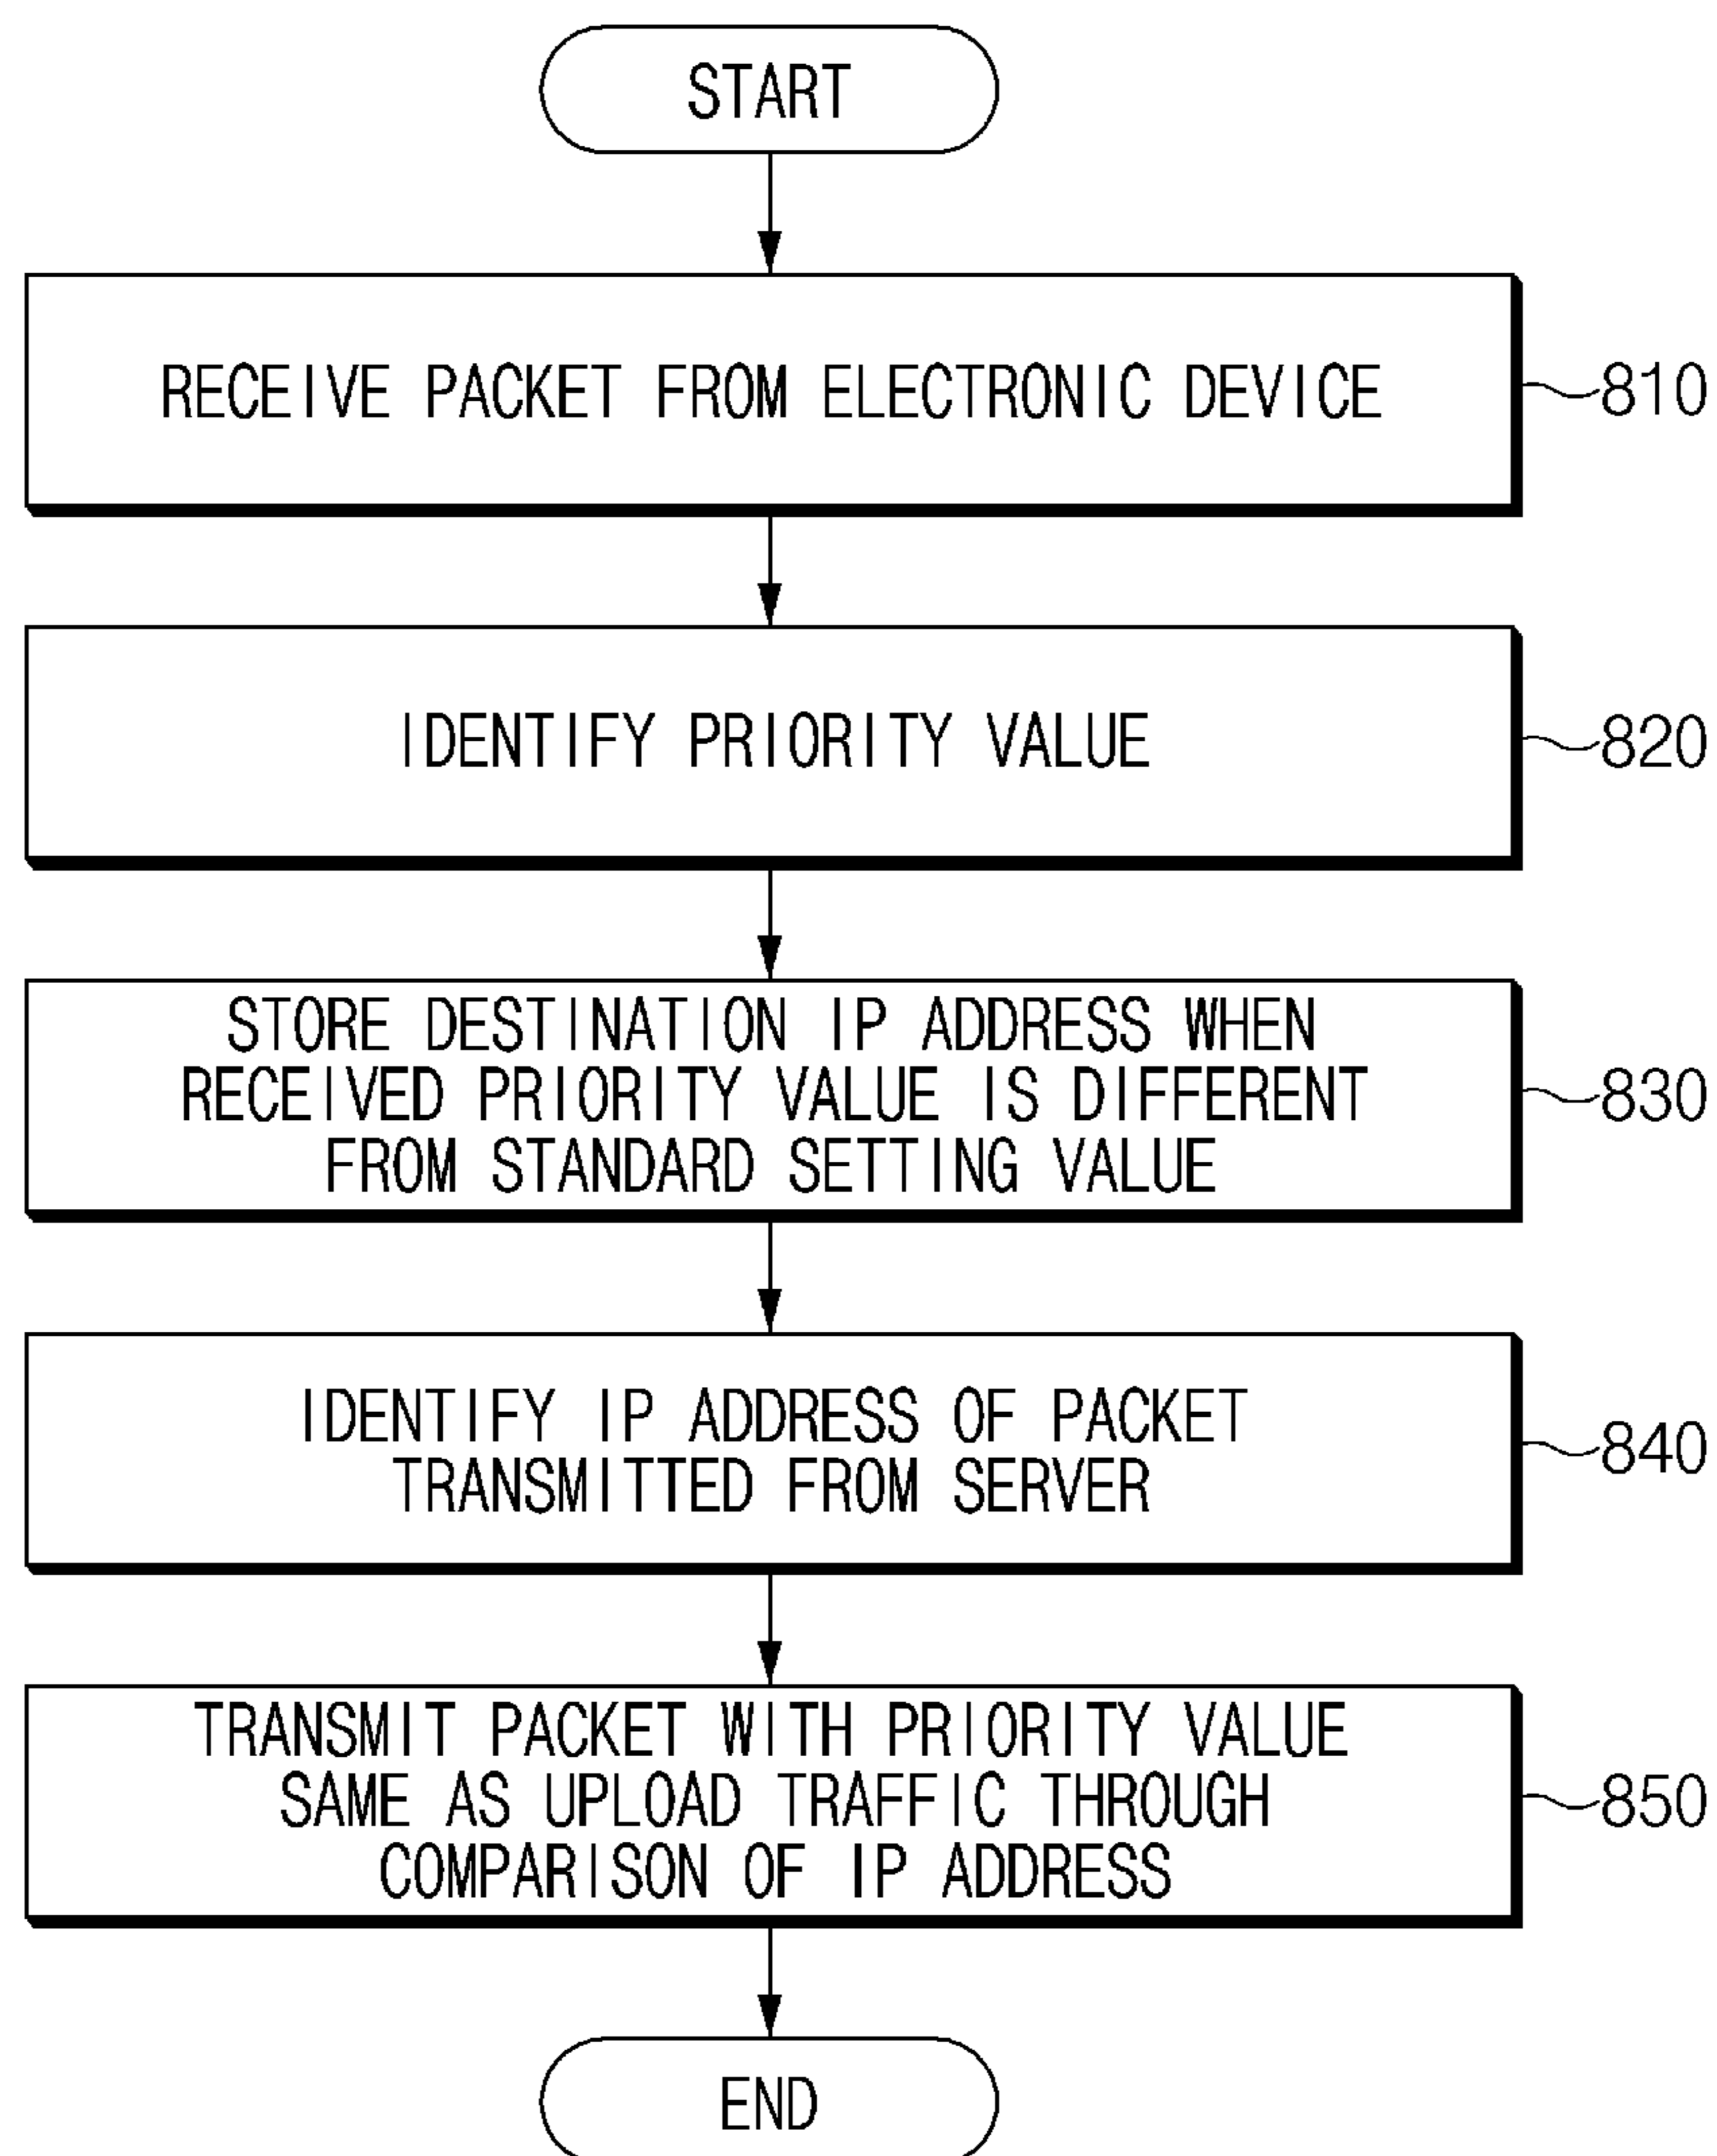 START
RECEIVE PACKET FROM ELECTRONIC DEVICE
810
IDENTIFY PRIORITY VALUE
820
STORE DESTINATION IP ADDRESS WHEN
RECEIVED PRIORITY VALUE IS DIFFERENT
FROM STANDARD SETTING VALUE
830
IDENTIFY IP ADDRESS OF PACKET
TRANSMITTED FROM SERVER
840
TRANSMIT PACKET WITH PRIORITY VALUE
SAME AS UPLOAD TRAFFIC THROUGH
COMPARISON OF IP ADDRESS
850
END